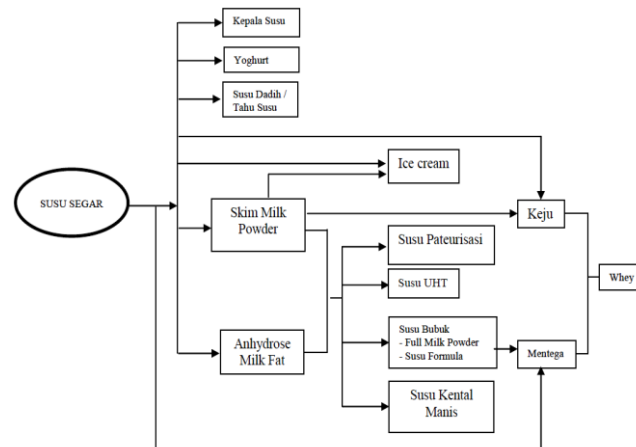 Kepala Susu
Yoghurt
Susu Dadih /
Tahu Susu
Ice cream
SUSU SEGAR
Skim Milk
Powder
Keju
Susu Pateurisasi
Whey
Susu UHT
Susu Bubuk
- Full Milk Powder
- Susu Formula
Mentega
Anhydrose
Milk Fat
Susu Kental
Manis